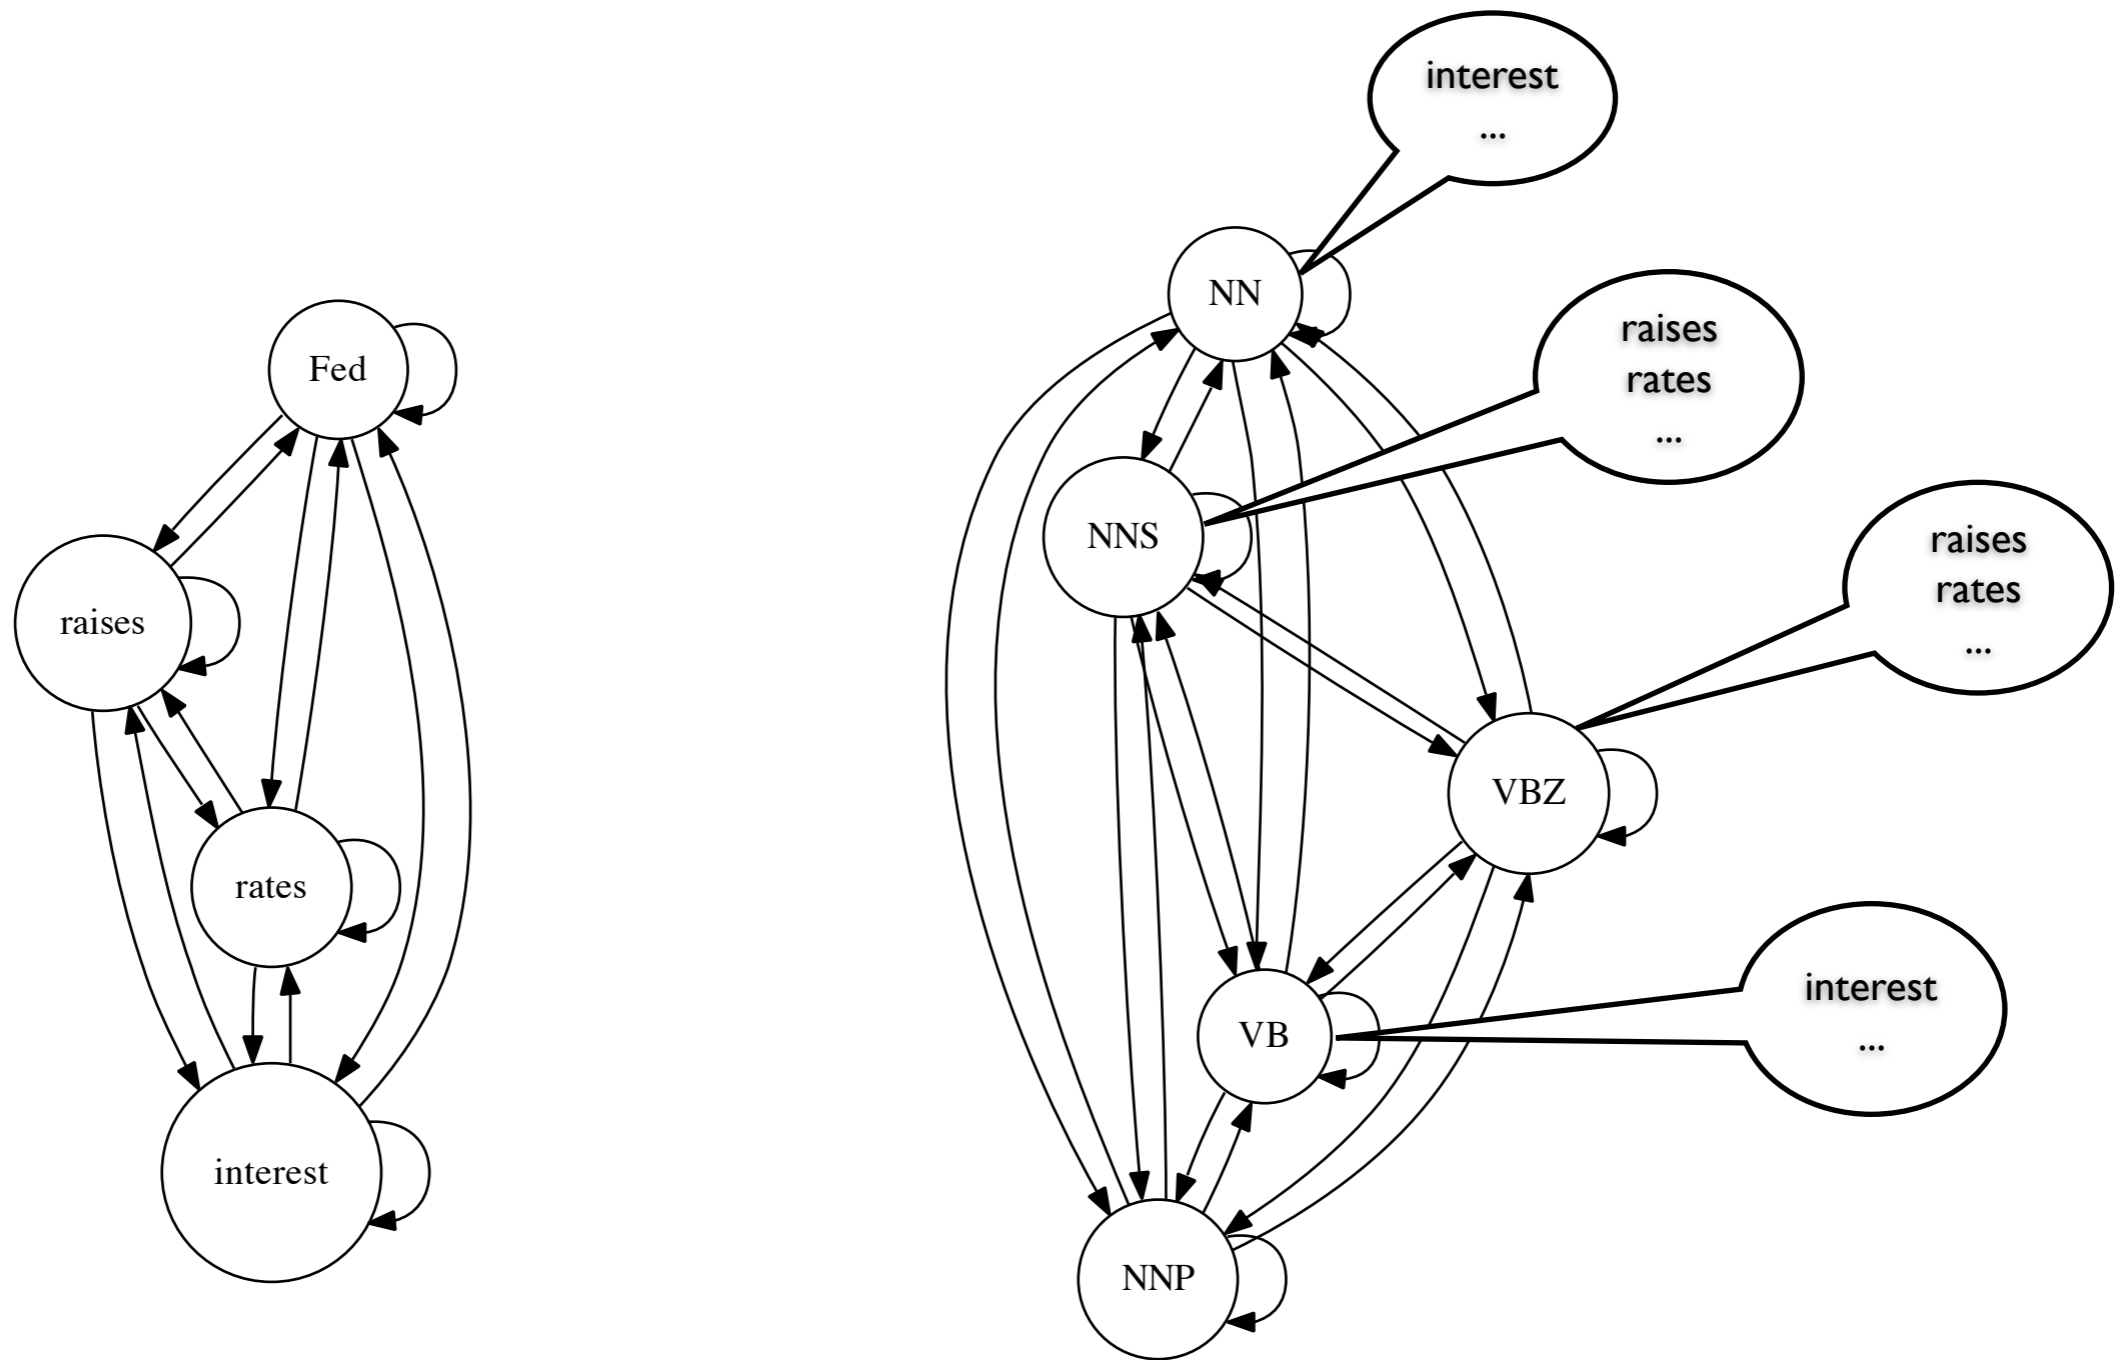 Fed
raises
rates
interest
interest
...
NN
raises
rates
...
NNS
raises
rates
...
VBZ
interest
...
VB
NNP